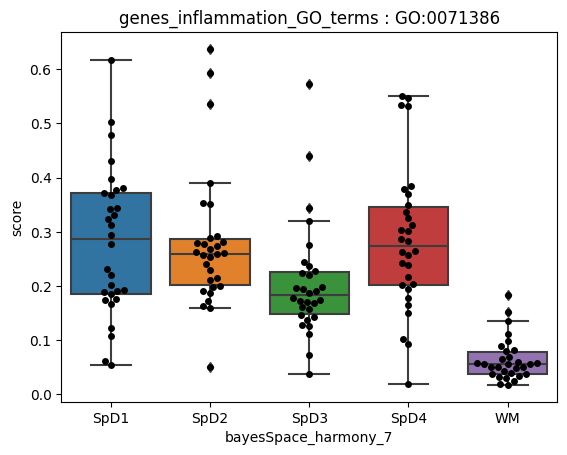 genes_inflammation_GO_terms : GO:0071386
0.6
0.5
0.4
0.3
0.2
0.1
0.0
score
SpD1 SpD2 SpD3 SpD4 WM
bayesSpace_harmony_7